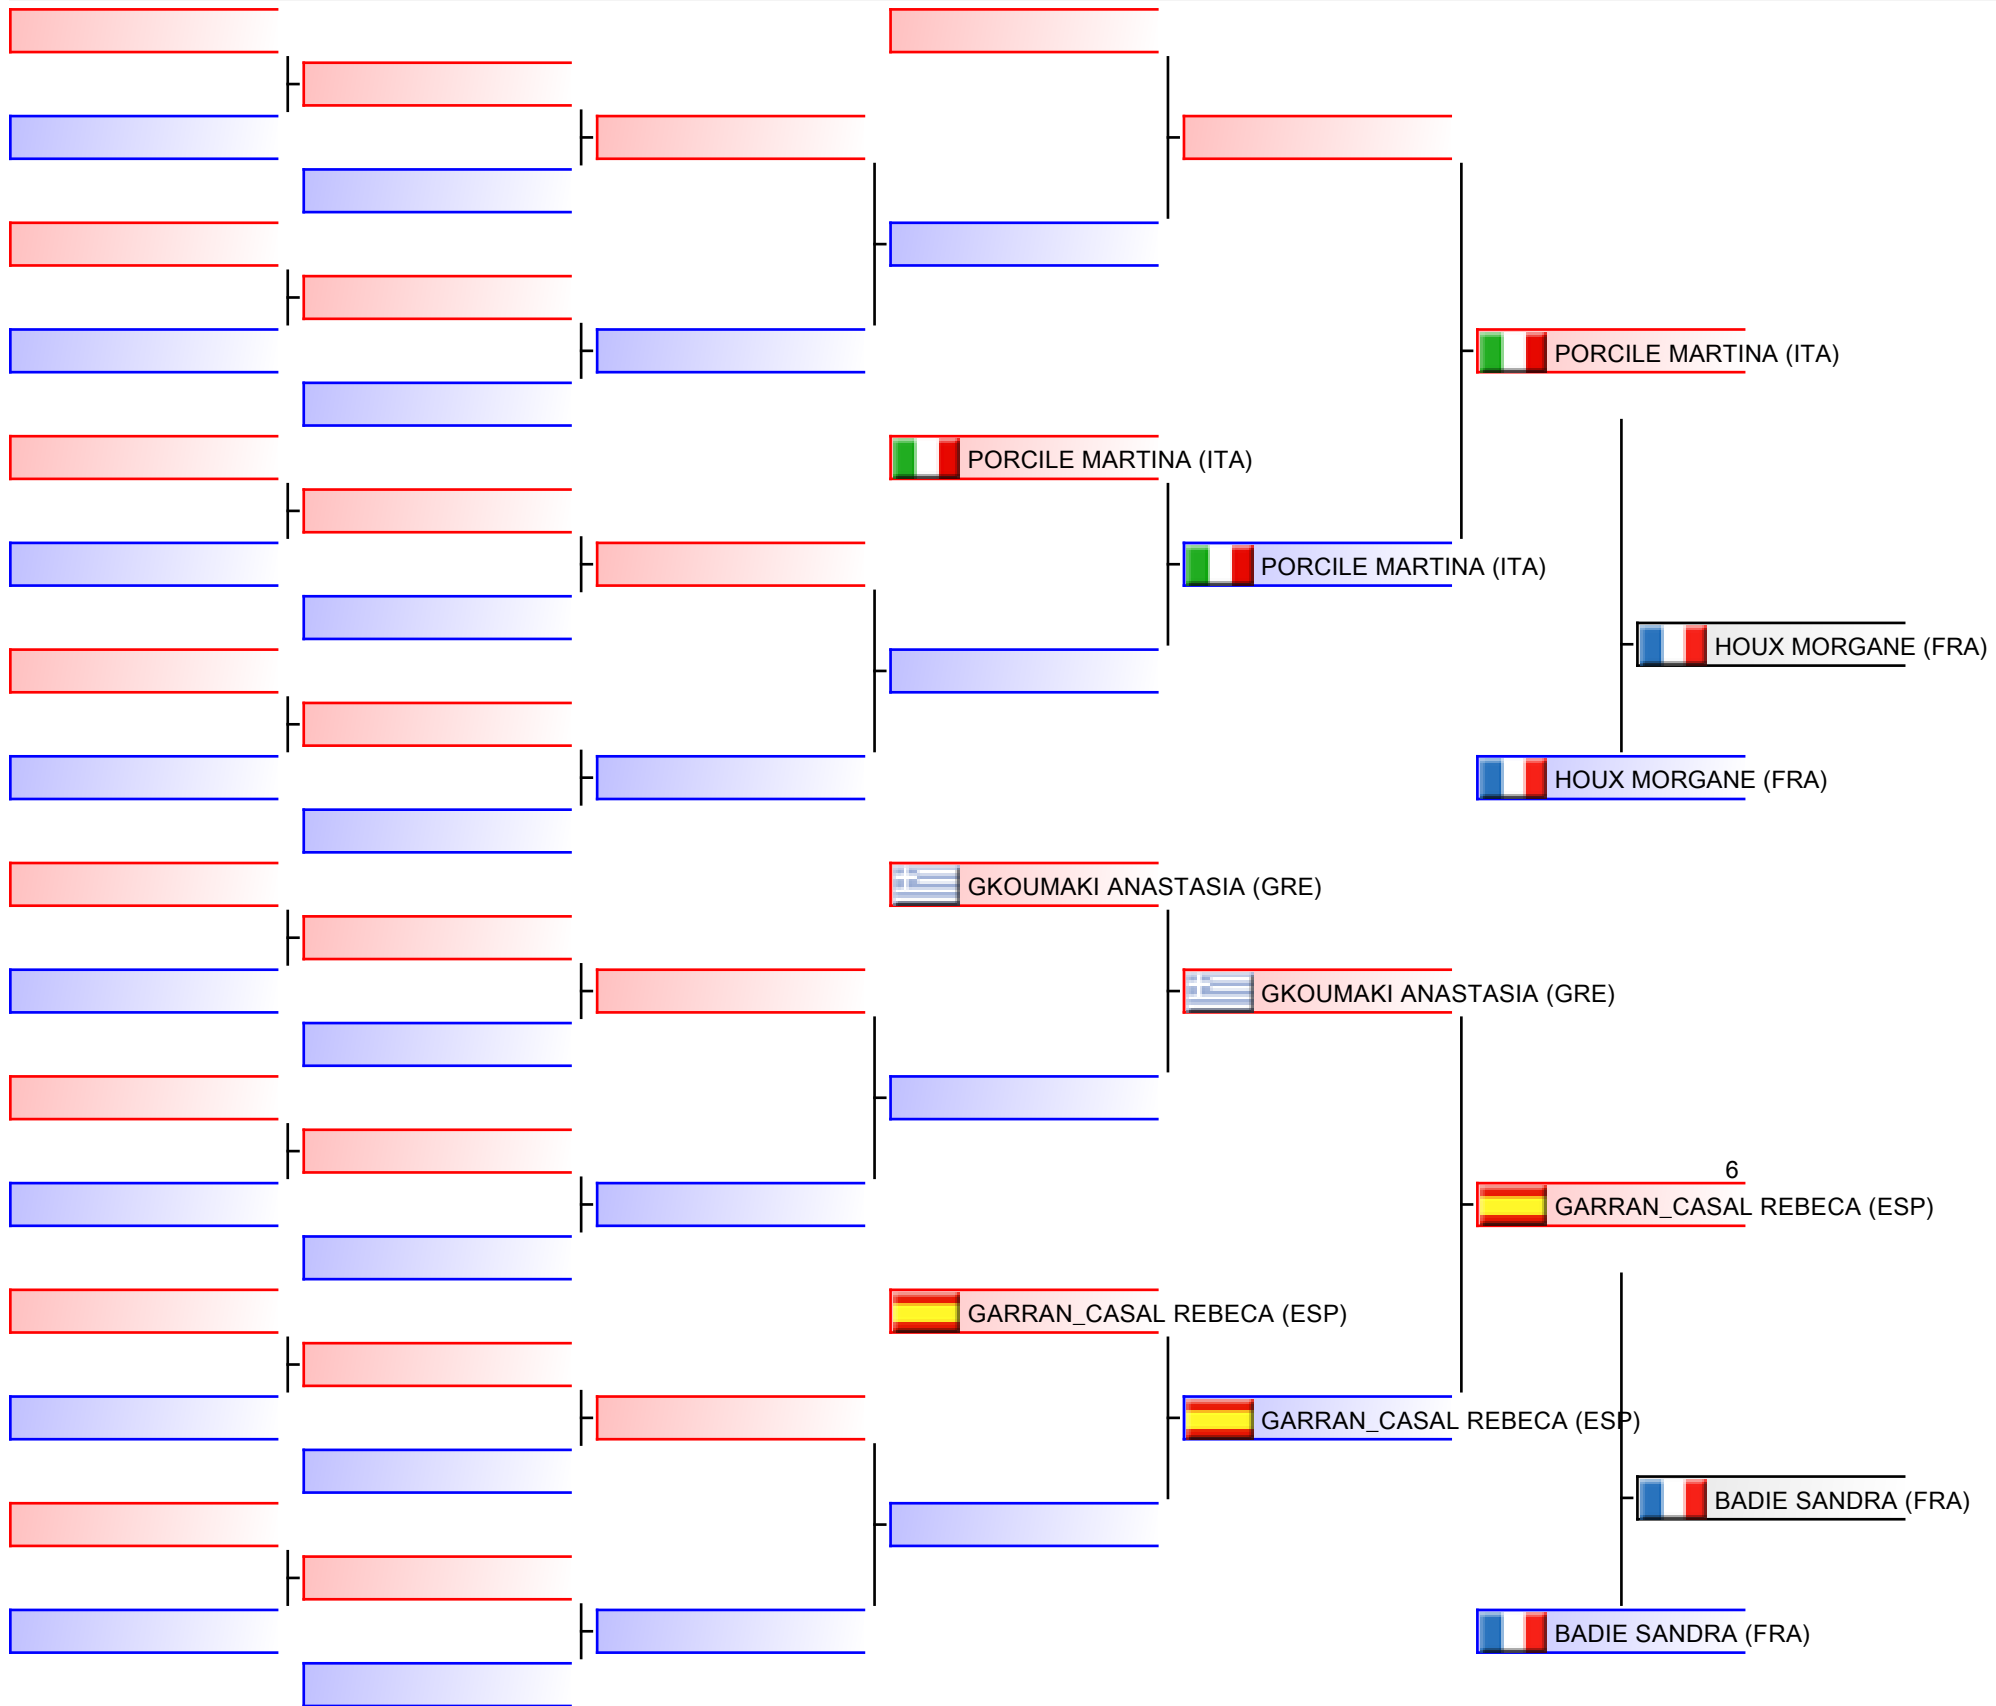 PORCILE MARTINA (ITA)
PORCILE MARTINA (ITA)
PORCILE MARTINA (ITA)
HOUX MORGANE (FRA)
HOUX MORGANE (FRA)
GKOUMAKI ANASTASIA (GRE)
GKOUMAKI ANASTASIA (GRE)
6
GARRAN_CASAL REBECA (ESP)
GARRAN_CASAL REBECA (ESP)
GARRAN_CASAL REBECA (ESP)
BADIE SANDRA (FRA)
BADIE SANDRA (FRA)